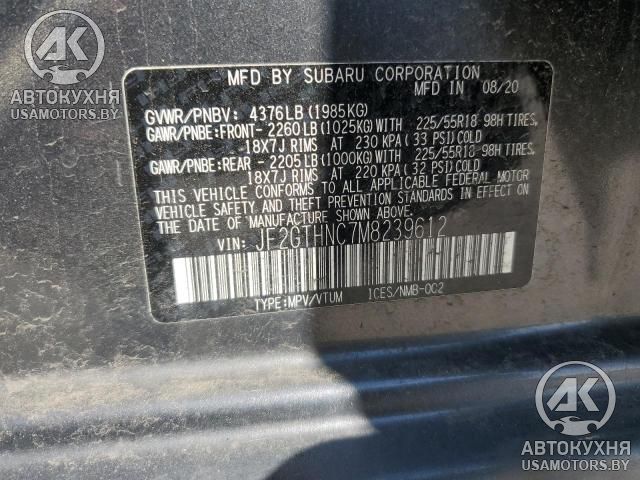 AK
АВТОКУХНЯ
USAMOTORS.BY
MFD BY SUBARU CORPORATION
MFD IN 08/20
GVWR/PNBV: 4376LB(1985KG)
GAWR/PNBE:FRONT- 2260LB(1025KG)WITH 225/55R18 98H TIRES,
18X7J RIMS AT 230 KPA( 33 PSI)COLD
GAWR/PNBE:REAR - 2205LB(1000KG)WITH 225/55R18 98H TIRES,
18X7J RIMS AT 220 KPA( 32 PSI)COLD
THIS VEHICLE CONFORMS TO ALL APPLICABLE FEDERAL MOTOR
VEHICLE SAFETY AND THEFT PREVENTION STANDARDS IN EFFECT ON
THE DATE OF MANUFACTURE SHOWN ABOVE.
VIN: JF2GTHNC7M8239612
TYPE:MPV/VTUM ICES/NMB-002
AK
АВТОКУХНЯ
USAMOTORS.BY